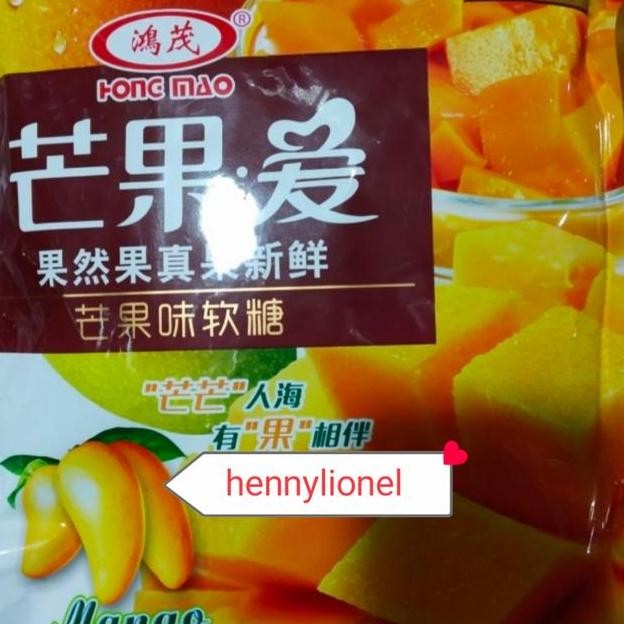 鴻茂®
HONG MAO
芒果·爱
果然果真果新鲜
芒果味软糖
"芒芒"人海
有"果"相伴
hennylionel
Mango